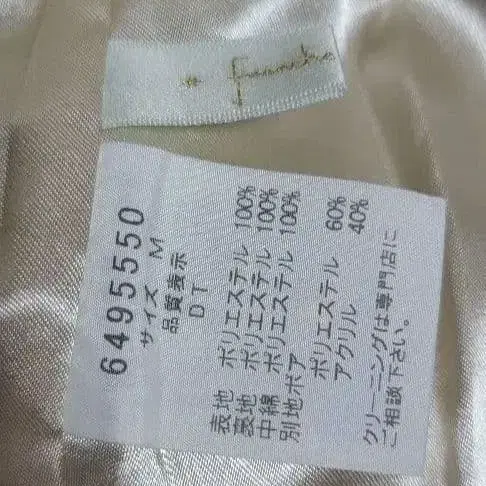 6495550
サイズ M
品質表示
DT
表地 ポリエステル 100%
裏地 ポリエステル 100%
中綿 ポリエステル 100%
別地ボア
ポリエステル 60%
アクリル 40%
クリーニングは専門店に
ご相談下さい。